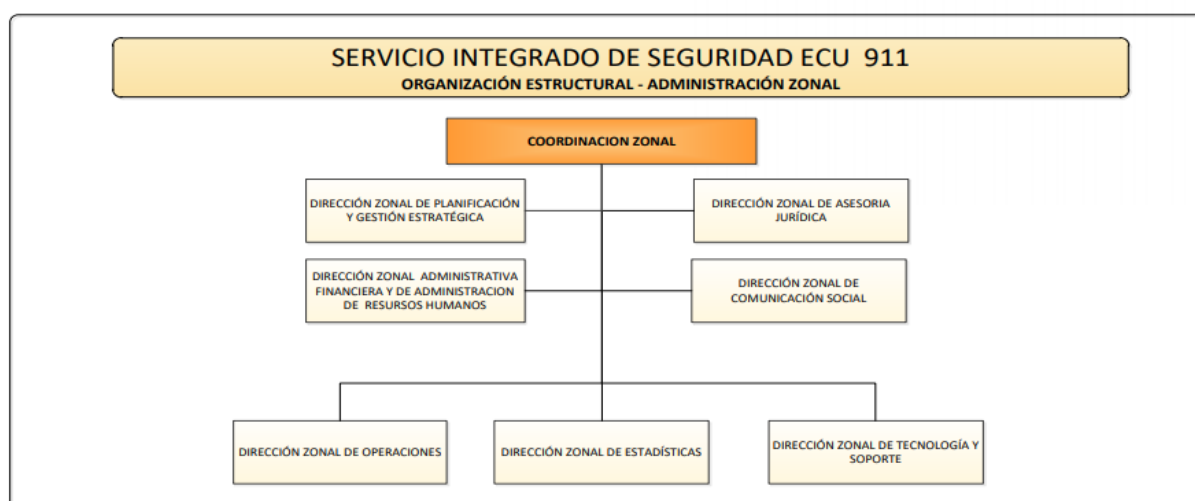 SERVICIO INTEGRADO DE SEGURIDAD ECU 911
ORGANIZACIÓN ESTRUCTURAL - ADMINISTRACIÓN ZONAL
COORDINACION ZONAL
DIRECCIÓN ZONAL DE PLANIFICACIÓN
Y GESTIÓN ESTRATÉGICA
DIRECCIÓN ZONAL DE ASESORIA
JURÍDICA
DIRECCIÓN ZONAL ADMINISTRATIVA
FINANCIERA Y DE ADMINISTRACION
DE RESURSOS HUMANOS
DIRECCIÓN ZONAL DE
COMUNICACIÓN SOCIAL
DIRECCIÓN ZONAL DE OPERACIONES
DIRECCIÓN ZONAL DE ESTADÍSTICAS
DIRECCIÓN ZONAL DE TECNOLOGÍA Y
SOPORTE